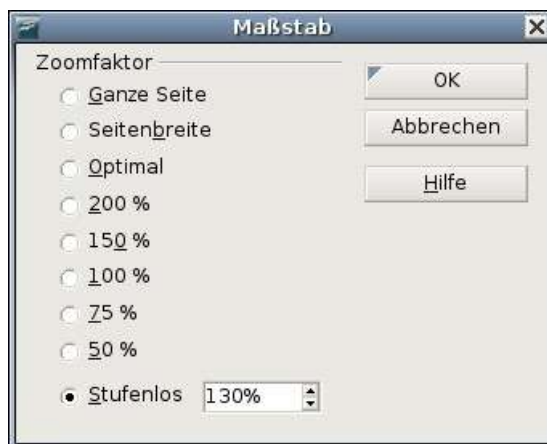 Maßstab
Zoomfaktor
Ganze Seite
Seitenbreite
Optimal
200 %
150 %
100 %
75 %
50 %
Stufenlos 130%
OK
Abbrechen
Hilfe